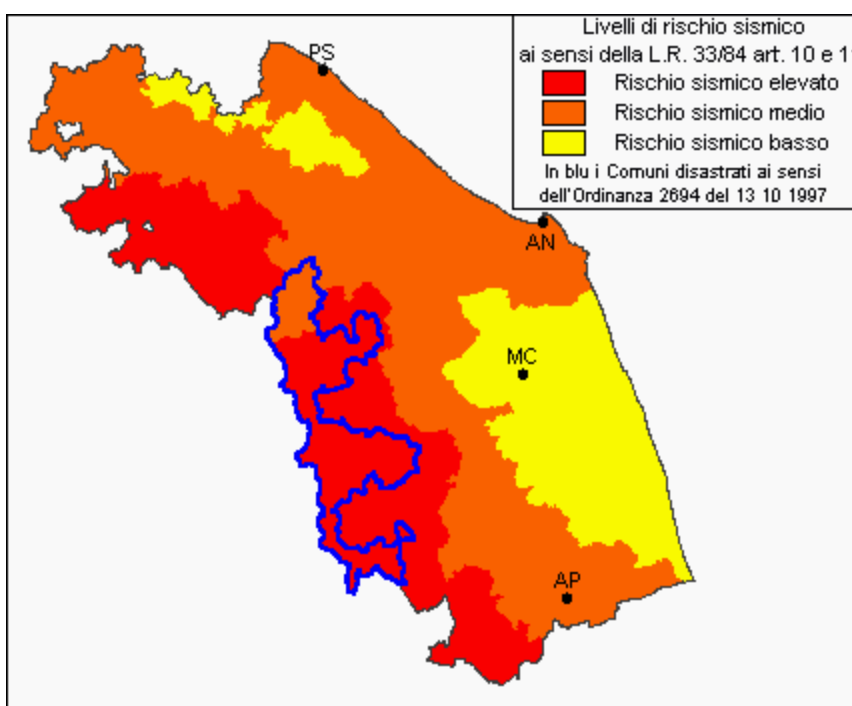 Livelli di rischio sismico
ai sensi della L.R. 33/84 art. 10 e 1
Rischio sismico elevato
Rischio sismico medio
Rischio sismico basso
In blu i Comuni disastrati ai sensi
dell'Ordinanza 2694 del 13 10 1997
PS
AN
MC
AP